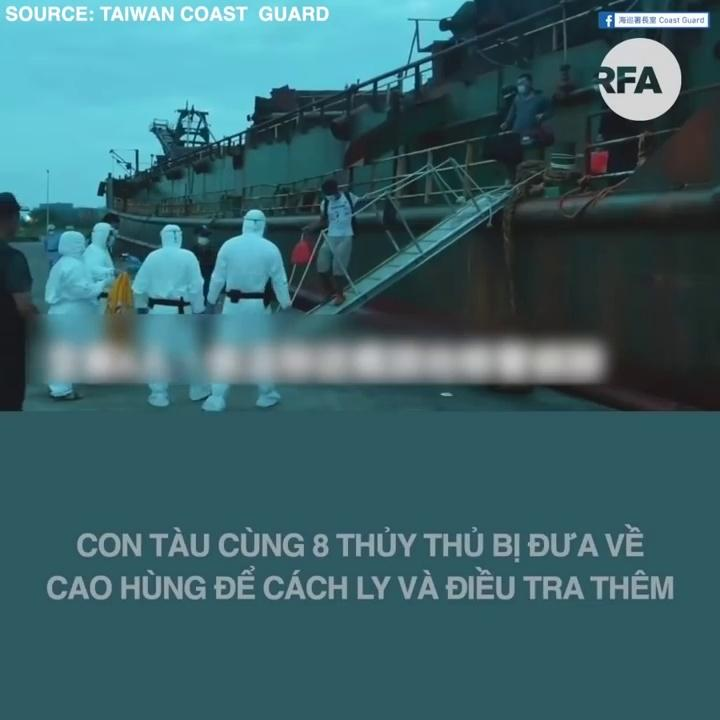 SOURCE: TAIWAN COAST GUARD
海巡署長室 Coast Guard
RFA
CON TÀU CÙNG 8 THỦY THỦ BỊ ĐƯA VỀ
CAO HÙNG ĐỂ CÁCH LY VÀ ĐIỀU TRA THÊM